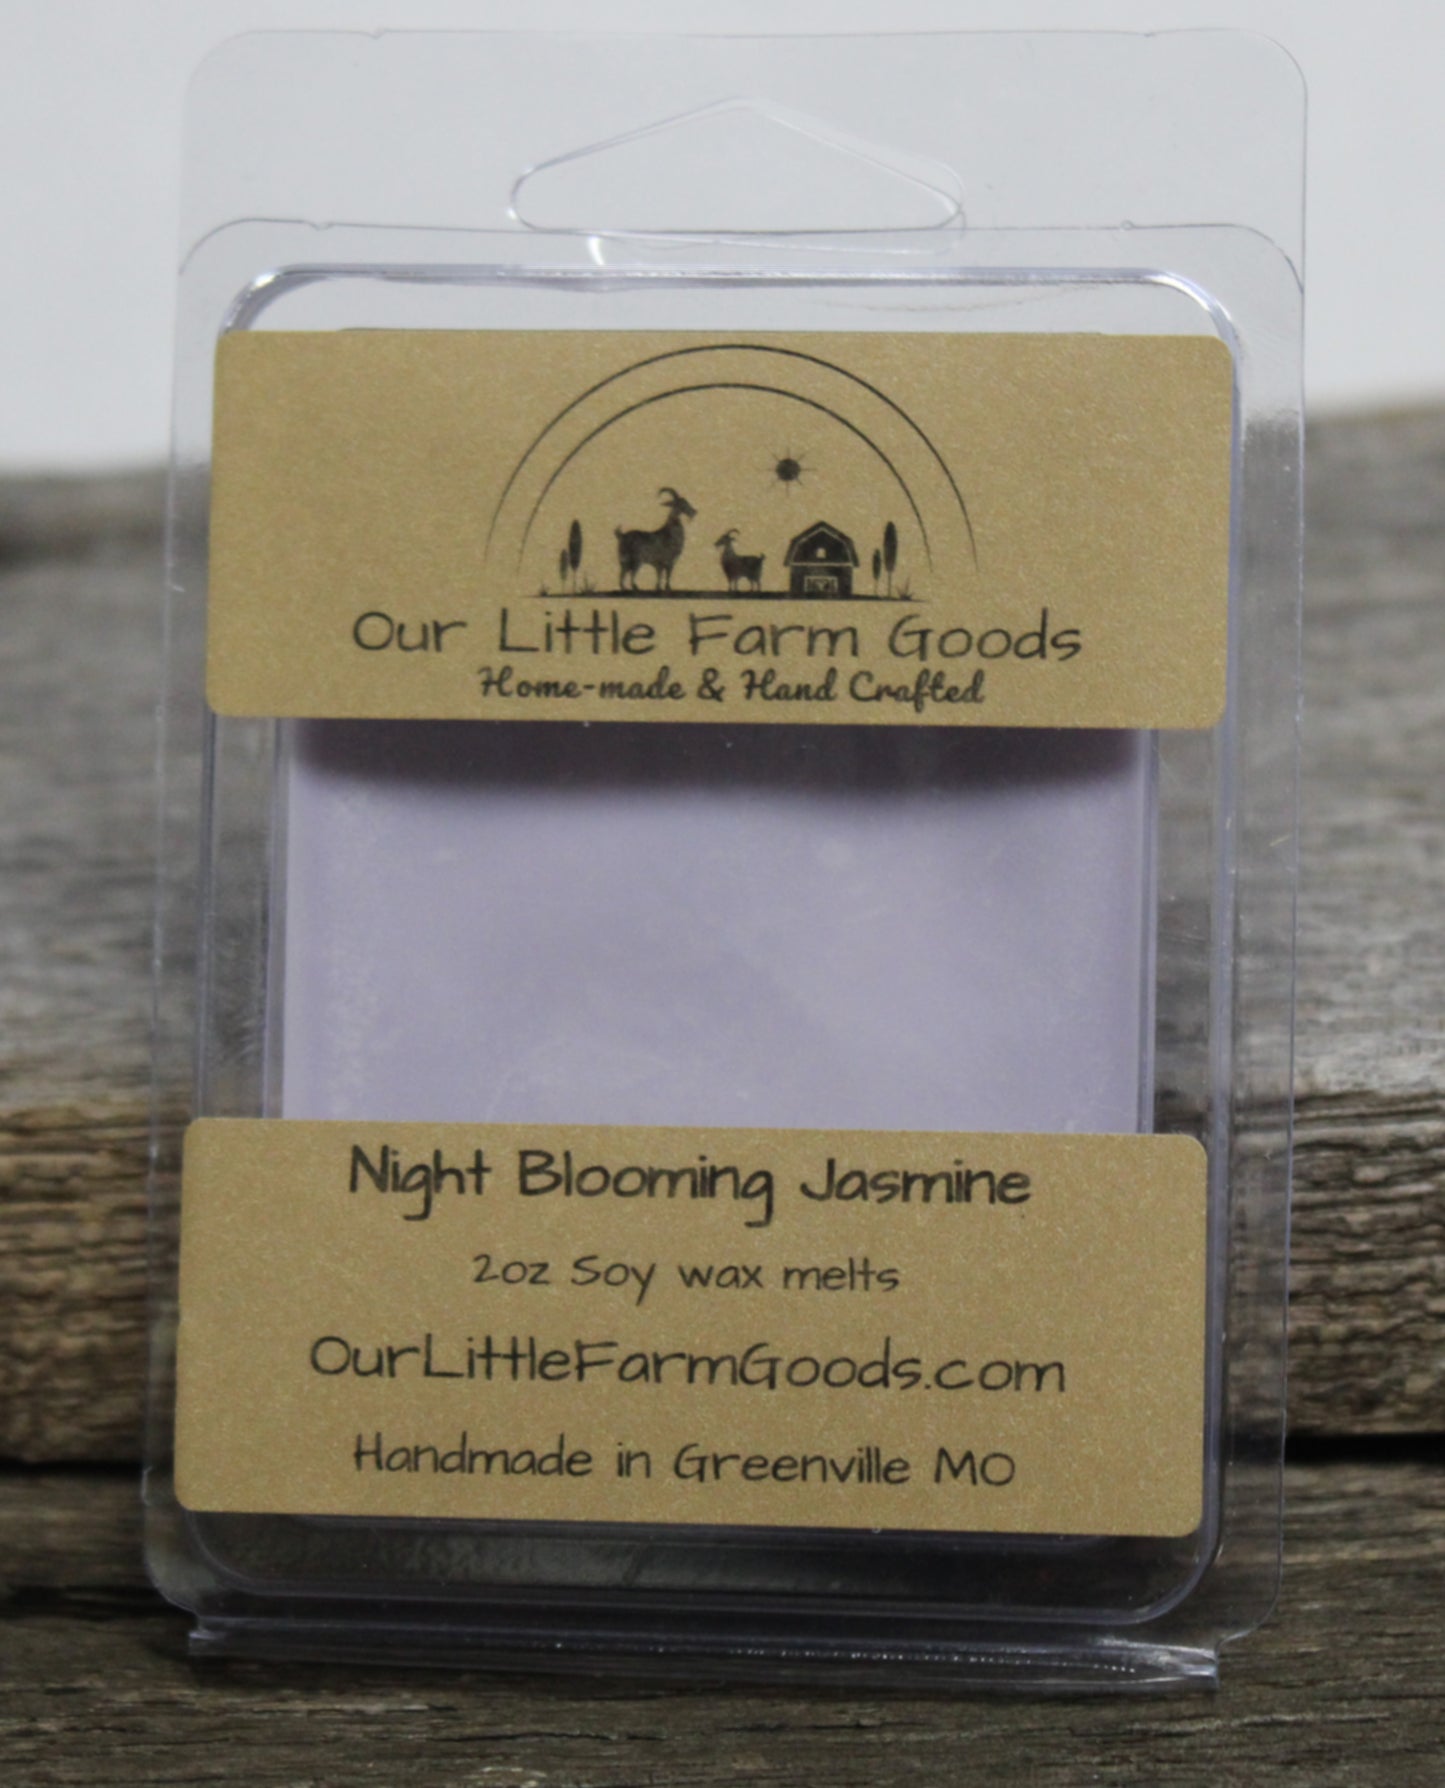 Our Little Farm Goods
Home-made & Hand Crafted
Night Blooming Jasmine
2oz Soy wax melts
OurLittleFarmGoods.com
Handmade in Greenville MO